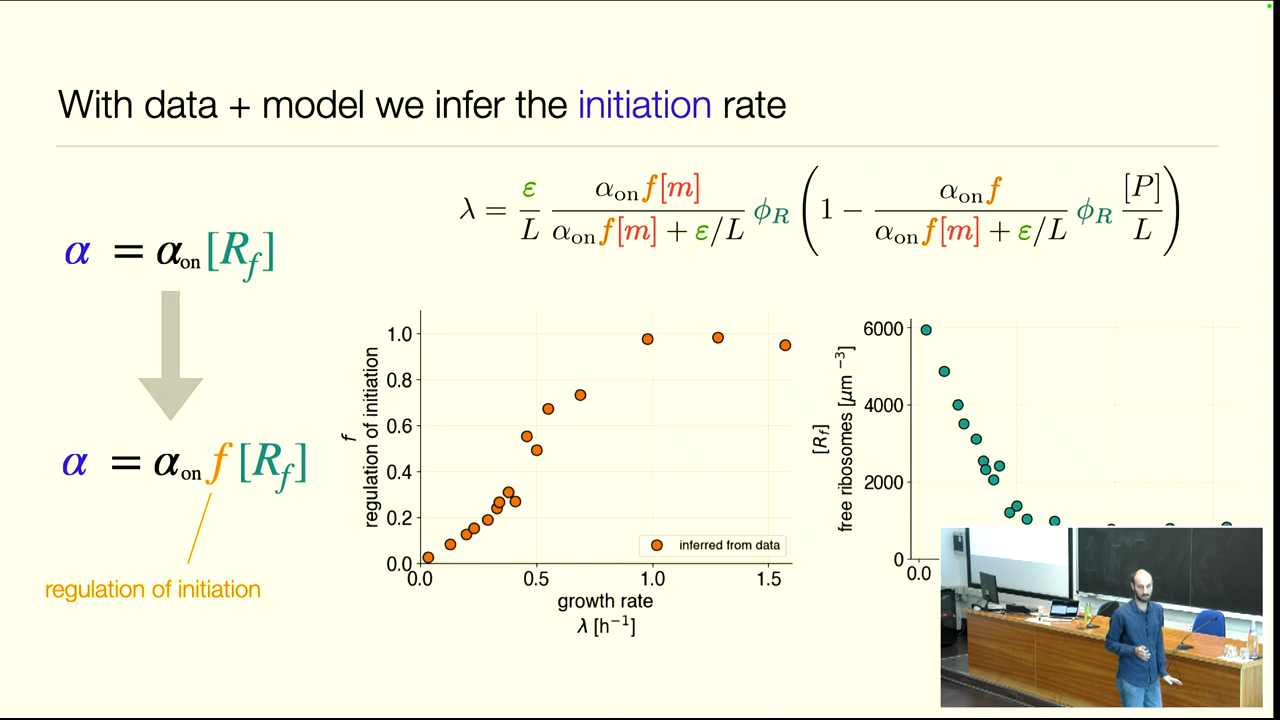 With data + model we infer the initiation rate
λ = ε/L α_on f[m] / (α_on f[m] + ε/L) ϕ_R (1 − α_on f / (α_on f[m] + ε/L) ϕ_R [P]/L)
α = α_on [R_f]
α = α_on f [R_f]
regulation of initiation
f
regulation of initiation
1.0
0.8
0.6
0.4
0.2
0.0
0.0 0.5 1.0 1.5
inferred from data
growth rate
λ [h⁻¹]
[R_f]
free ribosomes [μm⁻³]
6000
4000
2000
0
0.0